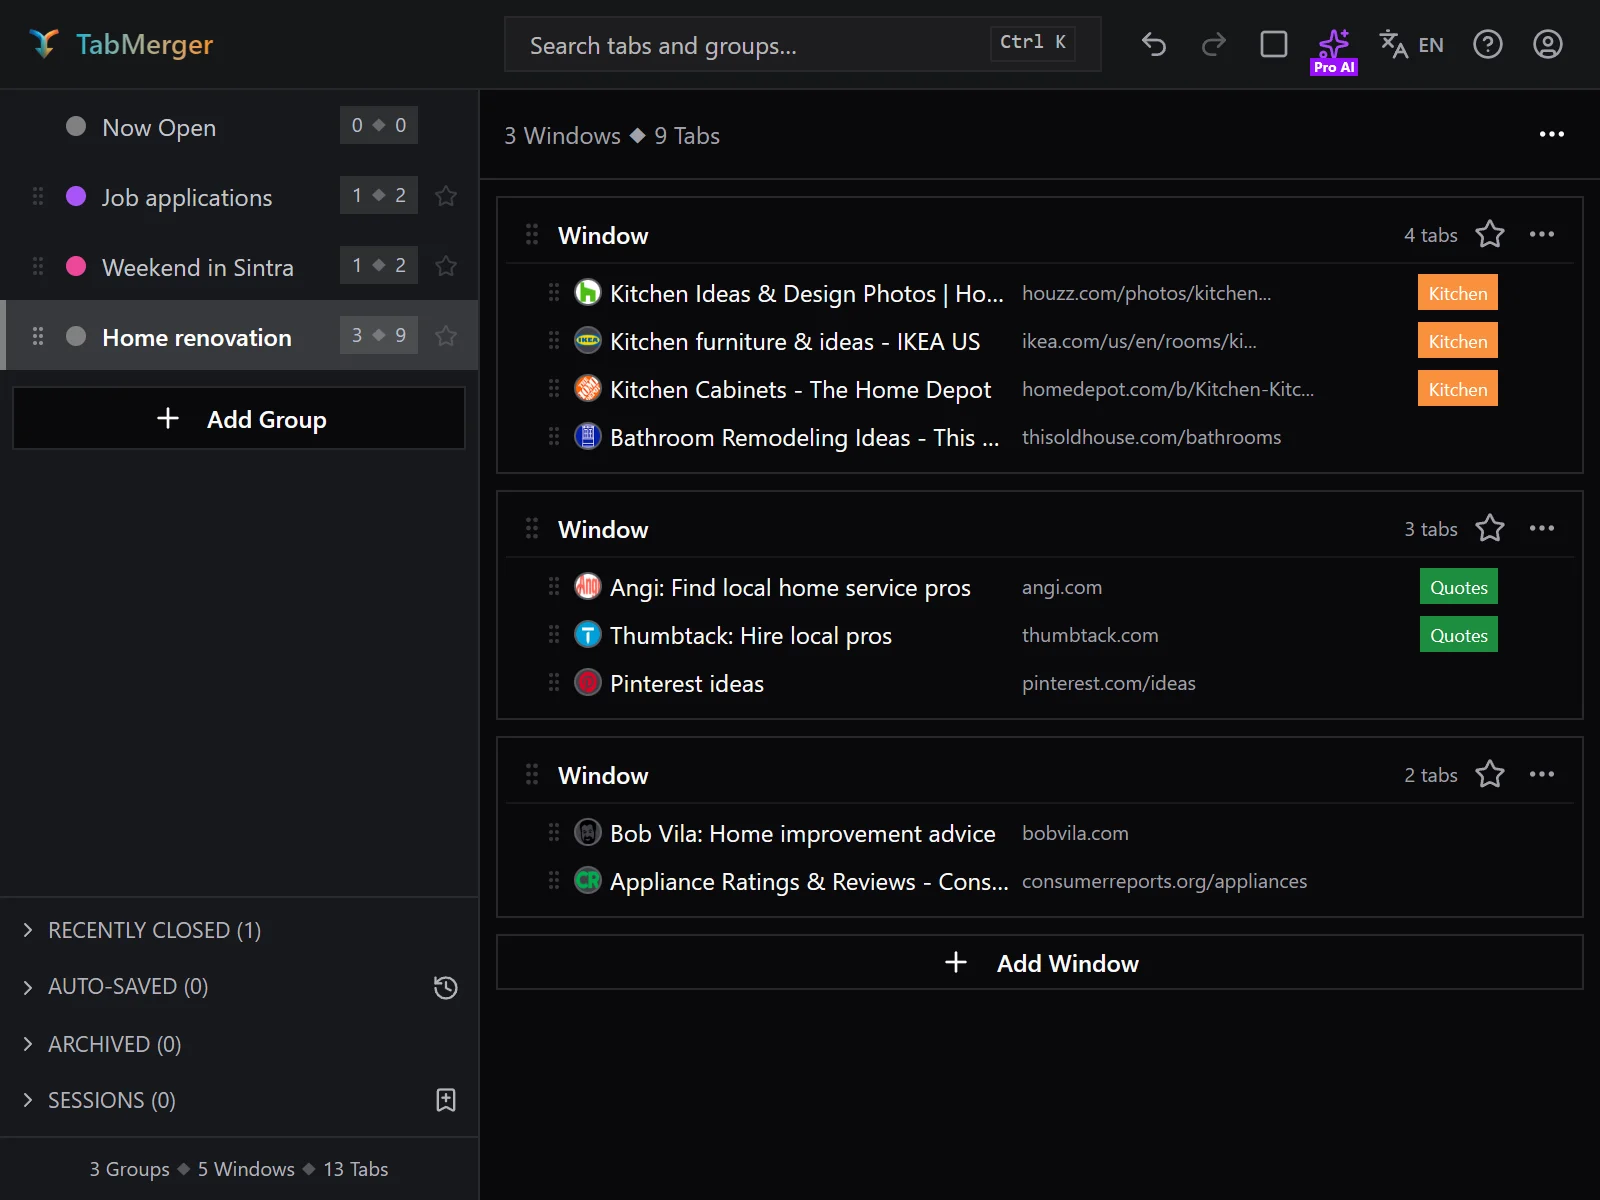 TabMerger
Search tabs and groups... Ctrl K
Pro AI
EN
Now Open 0 ◆ 0
Job applications 1 ◆ 2
Weekend in Sintra 1 ◆ 2
Home renovation 3 ◆ 9
+ Add Group
RECENTLY CLOSED (1)
AUTO-SAVED (0)
ARCHIVED (0)
SESSIONS (0)
3 Groups ◆ 5 Windows ◆ 13 Tabs
3 Windows ◆ 9 Tabs
Window 4 tabs
Kitchen Ideas & Design Photos | Ho... houzz.com/photos/kitchen... Kitchen
IKEA Kitchen furniture & ideas - IKEA US ikea.com/us/en/rooms/ki... Kitchen
Kitchen Cabinets - The Home Depot homedepot.com/b/Kitchen-Kitc... Kitchen
Bathroom Remodeling Ideas - This ... thisoldhouse.com/bathrooms
Window 3 tabs
Angi Angi: Find local home service pros angi.com Quotes
T Thumbtack: Hire local pros thumbtack.com Quotes
Pinterest ideas pinterest.com/ideas
Window 2 tabs
Bob Vila: Home improvement advice bobvila.com
CR Appliance Ratings & Reviews - Cons... consumerreports.org/appliances
+ Add Window